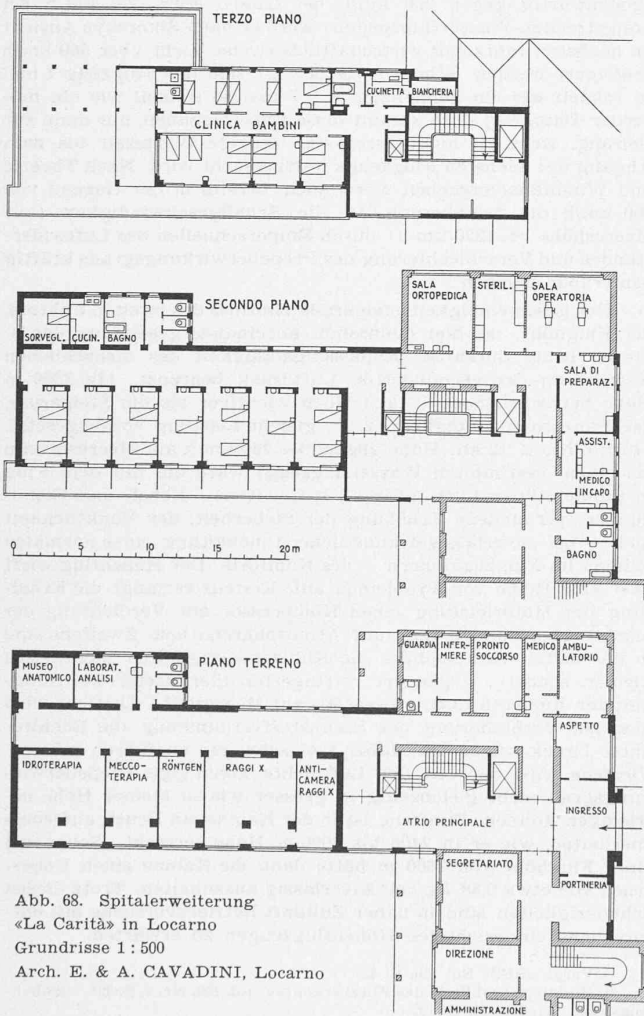 TERZO PIANO
CUCINETTA
BIANCHERIA
CLINICA BAMBINI
SECONDO PIANO
SORVEGL.
CUCIN.
BAGNO
SALA ORTOPEDICA
STERIL.
SALA OPERATORIA
SALA DI PREPARAZ.
ASSIST.
MEDICO IN CAPO
BAGNO
0 5 10 15 20 m
PIANO TERRENO
MUSEO ANATOMICO
LABORAT. ANALISI
IDROTERAPIA
MECCO-
TERAPIA
RÖNTGEN
RAGGI X
ANTI-
CAMERA
RAGGI X
GUARDIA
INFER-
MIERE
PRONTO SOCCORSO
MEDICO
AMBU-
LATORIO
ASPETTO
ATRIO PRINCIPALE
INGRESSO
PORTINERIA
SEGRETARIATO
DIREZIONE
AMMINISTRAZIONE
Abb. 68. Spitalerweiterung
«La Carità» in Locarno
Grundrisse 1 : 500
Arch. E. & A. CAVADINI, Locarno